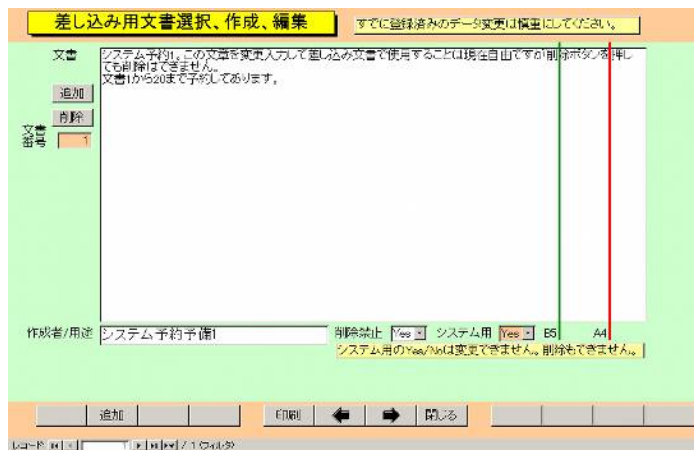 差し込み用文書選択、作成、編集
すでに登録済みのデータ変更は慎重にしてください。
文書
システム予約1。この文章を変更入力して差し込み文書で使用することは現在自由ですが削除ボタンを押し
ても削除はできません。
文書1から20まで予約してあります。
追加
削除
文書
番号
1
作成者/用途
システム予約予備1
削除禁止
Yes
システム用
Yes
B5
A4
システム用のYes/Noは変更できません。削除もできません。
追加
印刷
閉じる
レコード
1
/ 1 (フィルタ)